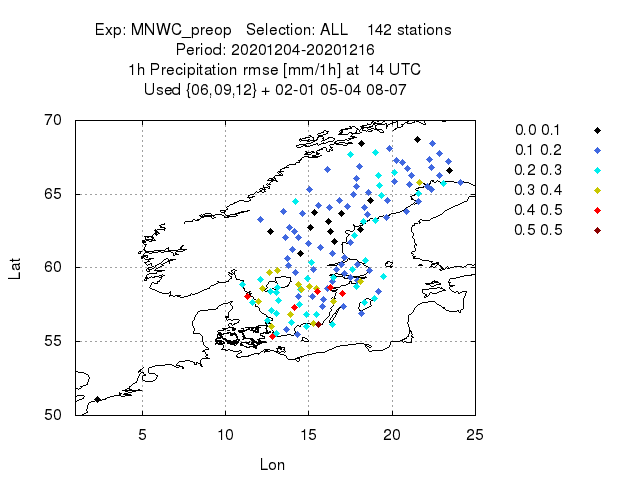 Exp: MNWC_preop Selection: ALL 142 stations
Period: 20201204-20201216
1h Precipitation rmse [mm/1h] at 14 UTC
Used {06,09,12} + 02-01 05-04 08-07
70
65
60
55
50
5
10
15
20
25
Lat
Lon
0.0 0.1
0.1 0.2
0.2 0.3
0.3 0.4
0.4 0.5
0.5 0.5